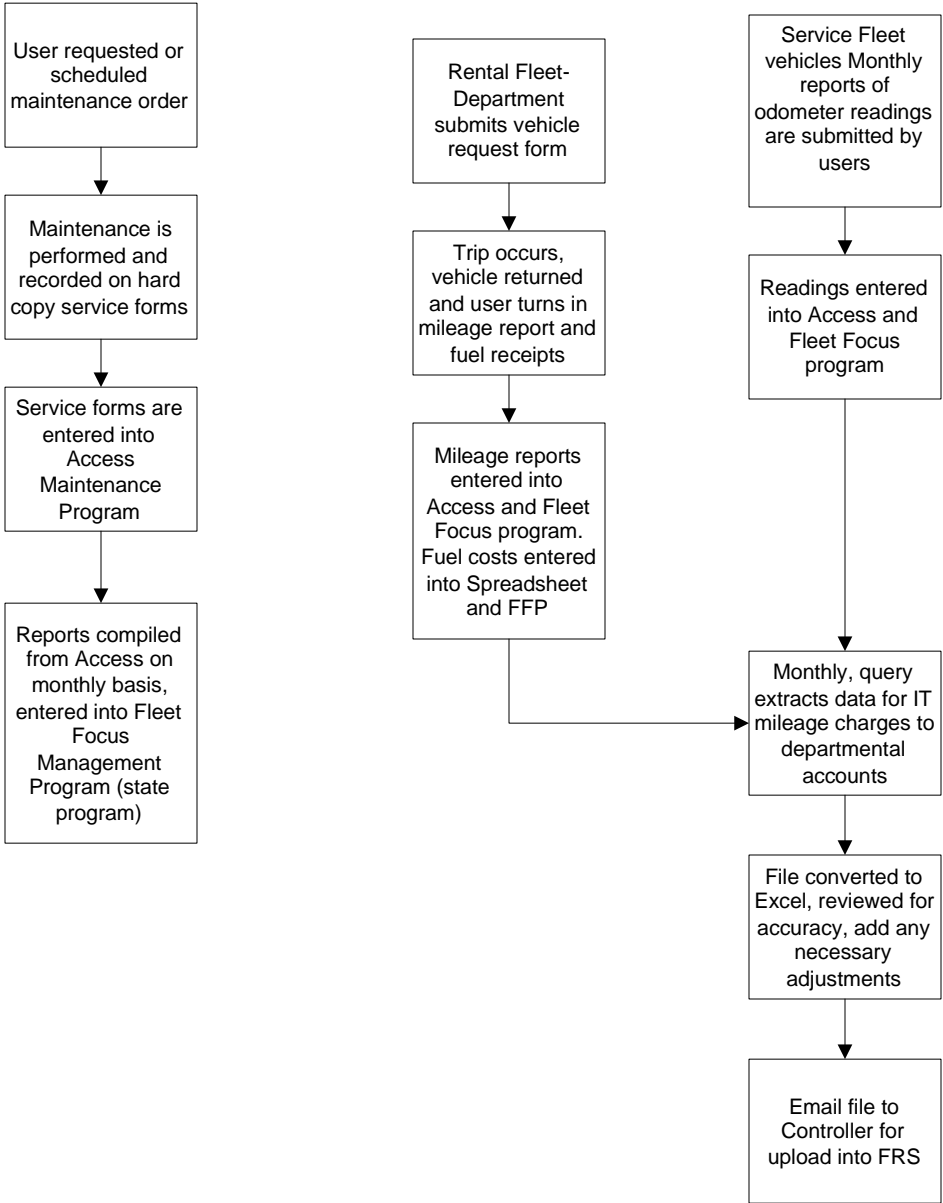 User requested or
scheduled
maintenance order
Maintenance is
performed and
recorded on hard
copy service forms
Service forms are
entered into
Access
Maintenance
Program
Reports compiled
from Access on
monthly basis,
entered into Fleet
Focus
Management
Program (state
program)
Rental Fleet-
Department
submits vehicle
request form
Trip occurs,
vehicle returned
and user turns in
mileage report and
fuel receipts
Mileage reports
entered into
Access and Fleet
Focus program.
Fuel costs entered
into Spreadsheet
and FFP
Service Fleet
vehicles Monthly
reports of
odometer readings
are submitted by
users
Readings entered
into Access and
Fleet Focus
program
Monthly, query
extracts data for IT
mileage charges to
departmental
accounts
File converted to
Excel, reviewed for
accuracy, add any
necessary
adjustments
Email file to
Controller for
upload into FRS